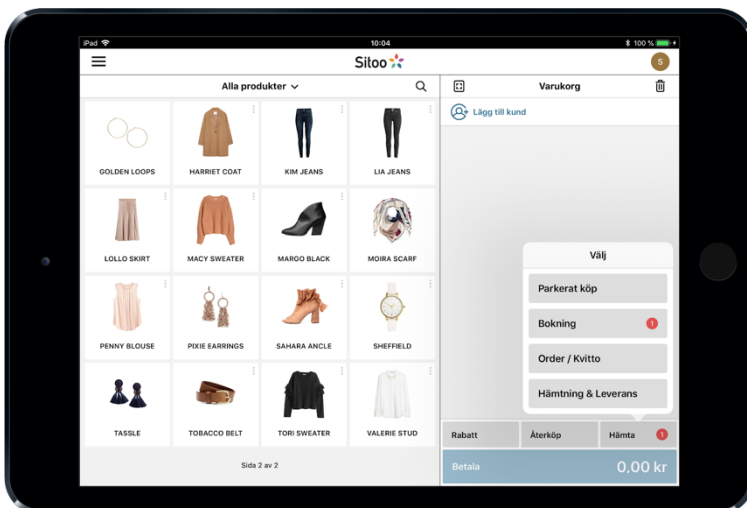 iPad
10:04
100 %
Sitoo
S
Alla produkter
Varukorg
Lägg till kund
GOLDEN LOOPS
HARRIET COAT
KIM JEANS
LIA JEANS
LOLLO SKIRT
MACY SWEATER
MARGO BLACK
MOIRA SCARF
PENNY BLOUSE
PIXIE EARRINGS
SAHARA ANCLE
SHEFFIELD
TASSLE
TOBACCO BELT
TORI SWEATER
VALERIE STUD
Sida 2 av 2
Välj
Parkerat köp
Bokning 1
Order / Kvitto
Hämtning & Leverans
Rabatt
Återköp
Hämta 1
Betala 0,00 kr